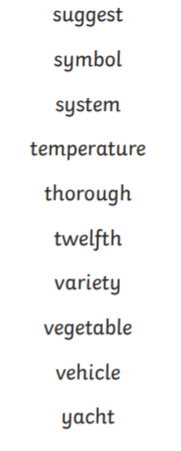 suggest
symbol
system
temperature
thorough
twelfth
variety
vegetable
vehicle
yacht